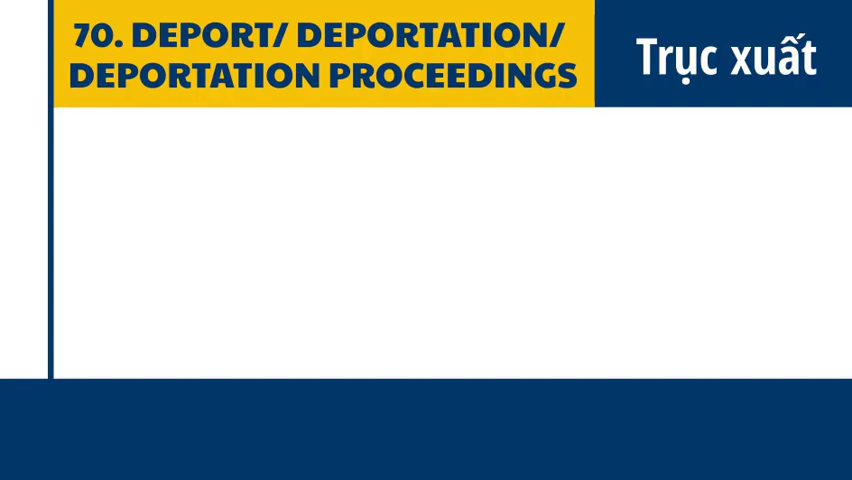 70. DEPORT/ DEPORTATION/
DEPORTATION PROCEEDINGS
Trục xuất